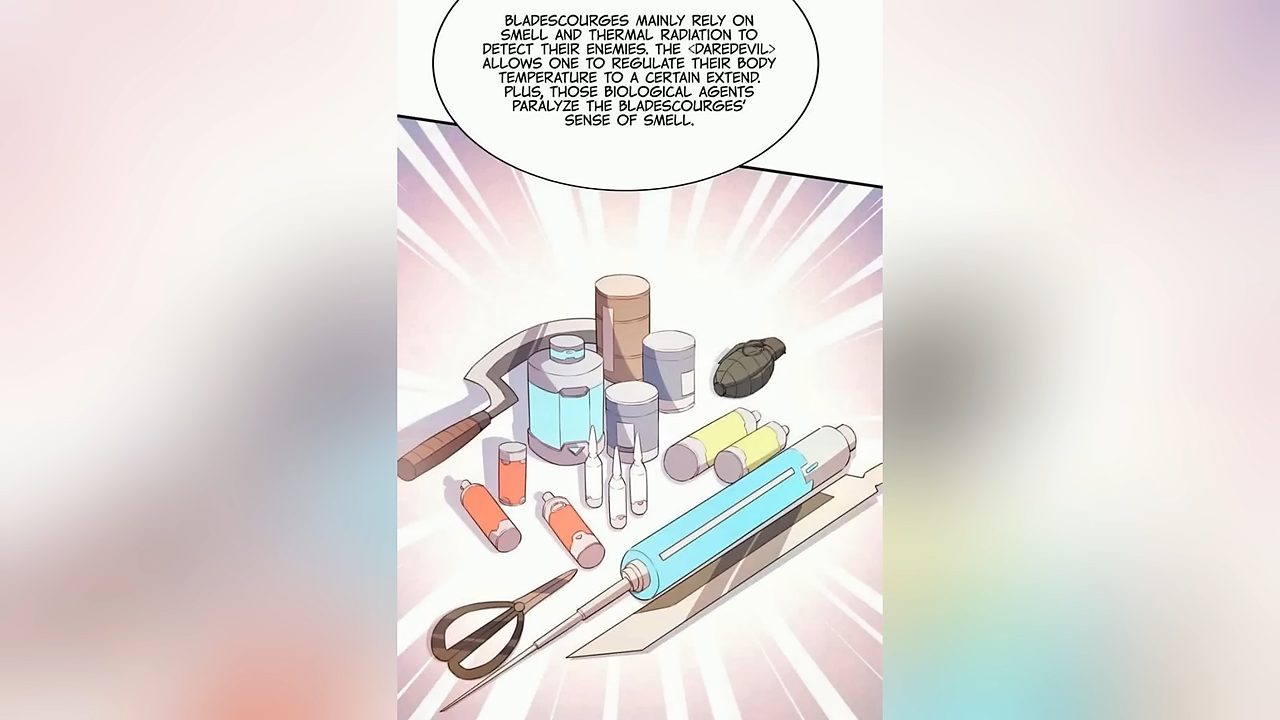 BLADESCOURGES MAINLY RELY ON
SMELL AND THERMAL RADIATION TO
DETECT THEIR ENEMIES. THE <DAREDEVIL>
ALLOWS ONE TO REGULATE THEIR BODY
TEMPERATURE TO A CERTAIN EXTEND.
PLUS, THOSE BIOLOGICAL AGENTS
PARALYZE THE BLADESCOURGES'
SENSE OF SMELL.